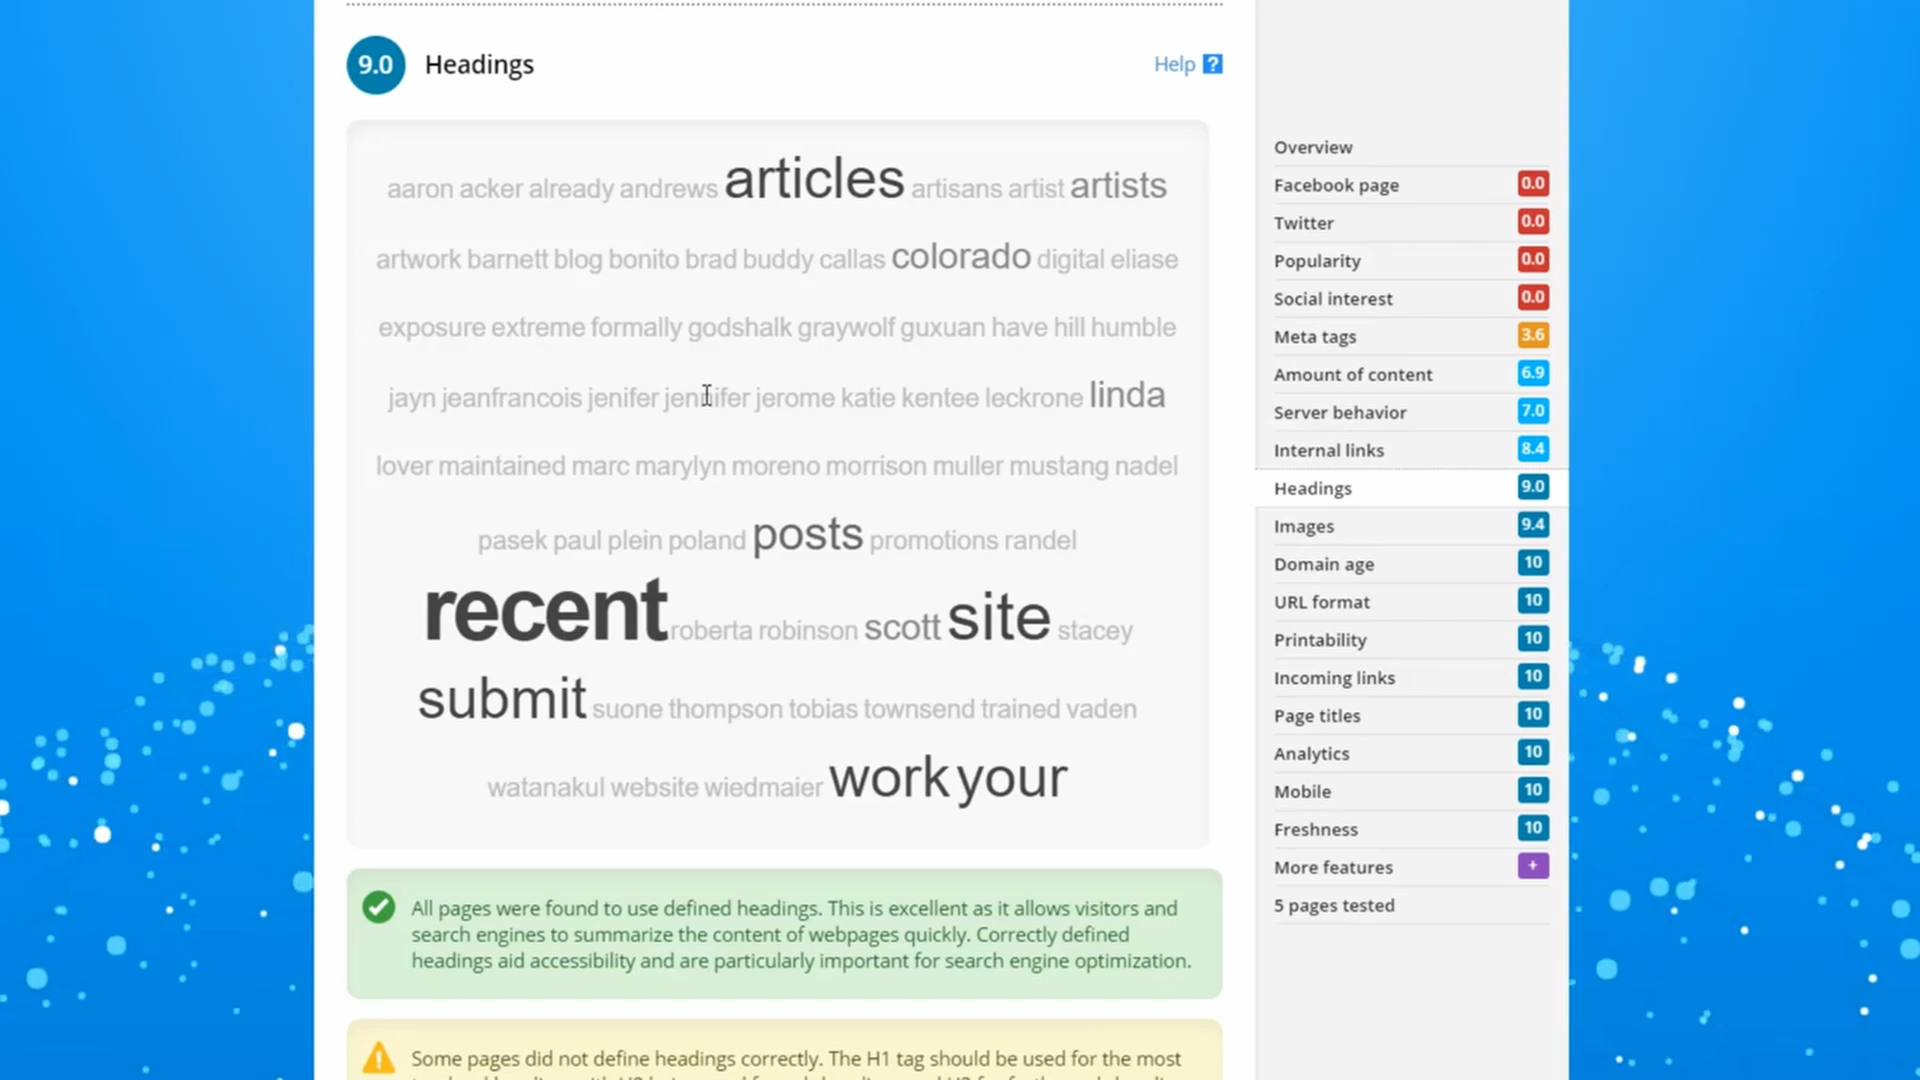 9.0 Headings Help ?
aaron acker already andrews articles artisans artist artists
artwork barnett blog bonito brad buddy callas colorado digital eliase
exposure extreme formally godshalk graywolf guxuan have hill humble
jayn jeanfrancois jenifer jennifer jerome katie kentee leckrone linda
lover maintained marc marylyn moreno morrison muller mustang nadel
pasek paul plein poland posts promotions randel
recent roberta robinson scott site stacey
submit suone thompson tobias townsend trained vaden
watanakul website wiedmaier work your
All pages were found to use defined headings. This is excellent as it allows visitors and
search engines to summarize the content of webpages quickly. Correctly defined
headings aid accessibility and are particularly important for search engine optimization.
Some pages did not define headings correctly. The H1 tag should be used for the most
Overview
Facebook page 0.0
Twitter 0.0
Popularity 0.0
Social interest 0.0
Meta tags 3.6
Amount of content 6.9
Server behavior 7.0
Internal links 8.4
Headings 9.0
Images 9.4
Domain age 10
URL format 10
Printability 10
Incoming links 10
Page titles 10
Analytics 10
Mobile 10
Freshness 10
More features +
5 pages tested